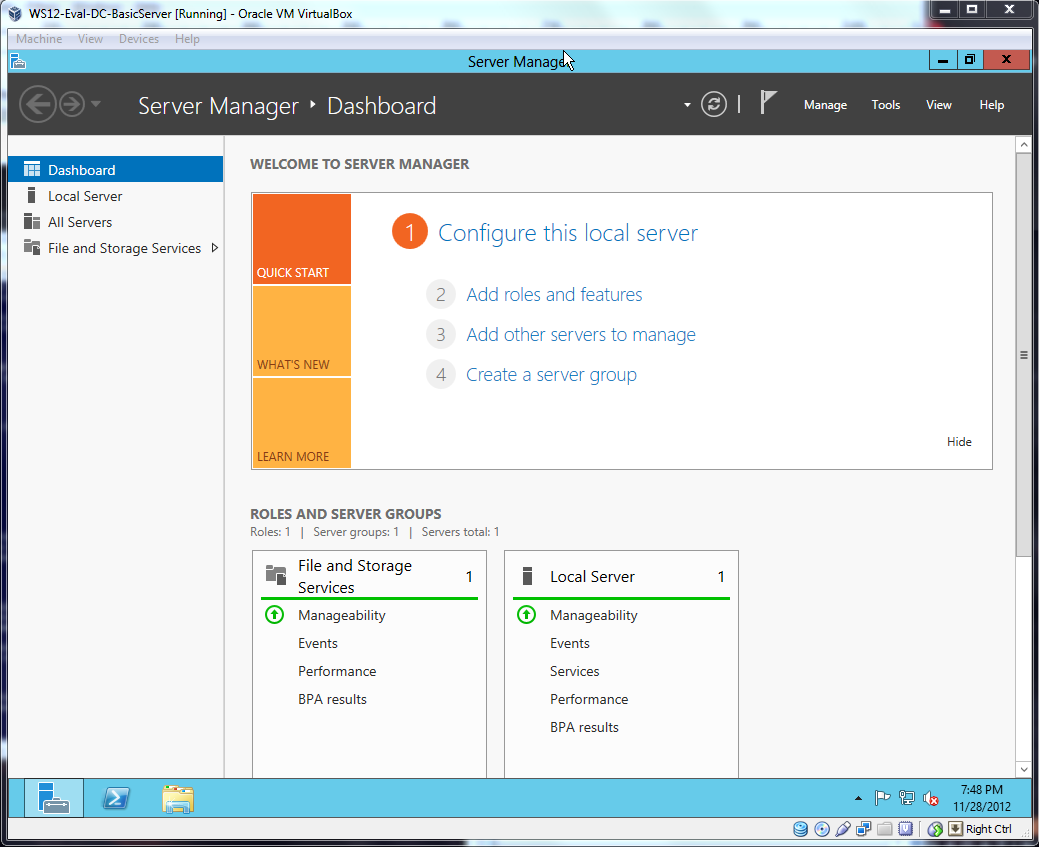 WS12-Eval-DC-BasicServer [Running] - Oracle VM VirtualBox
Machine View Devices Help
Server Manager
Server Manager Dashboard
Manage Tools View Help
Dashboard
Local Server
All Servers
File and Storage Services
WELCOME TO SERVER MANAGER
QUICK START
WHAT'S NEW
LEARN MORE
1 Configure this local server
2 Add roles and features
3 Add other servers to manage
4 Create a server group
Hide
ROLES AND SERVER GROUPS
Roles: 1 | Server groups: 1 | Servers total: 1
File and Storage
Services 1
Manageability
Events
Performance
BPA results
Local Server 1
Manageability
Events
Services
Performance
BPA results
7:48 PM
11/28/2012
Right Ctrl